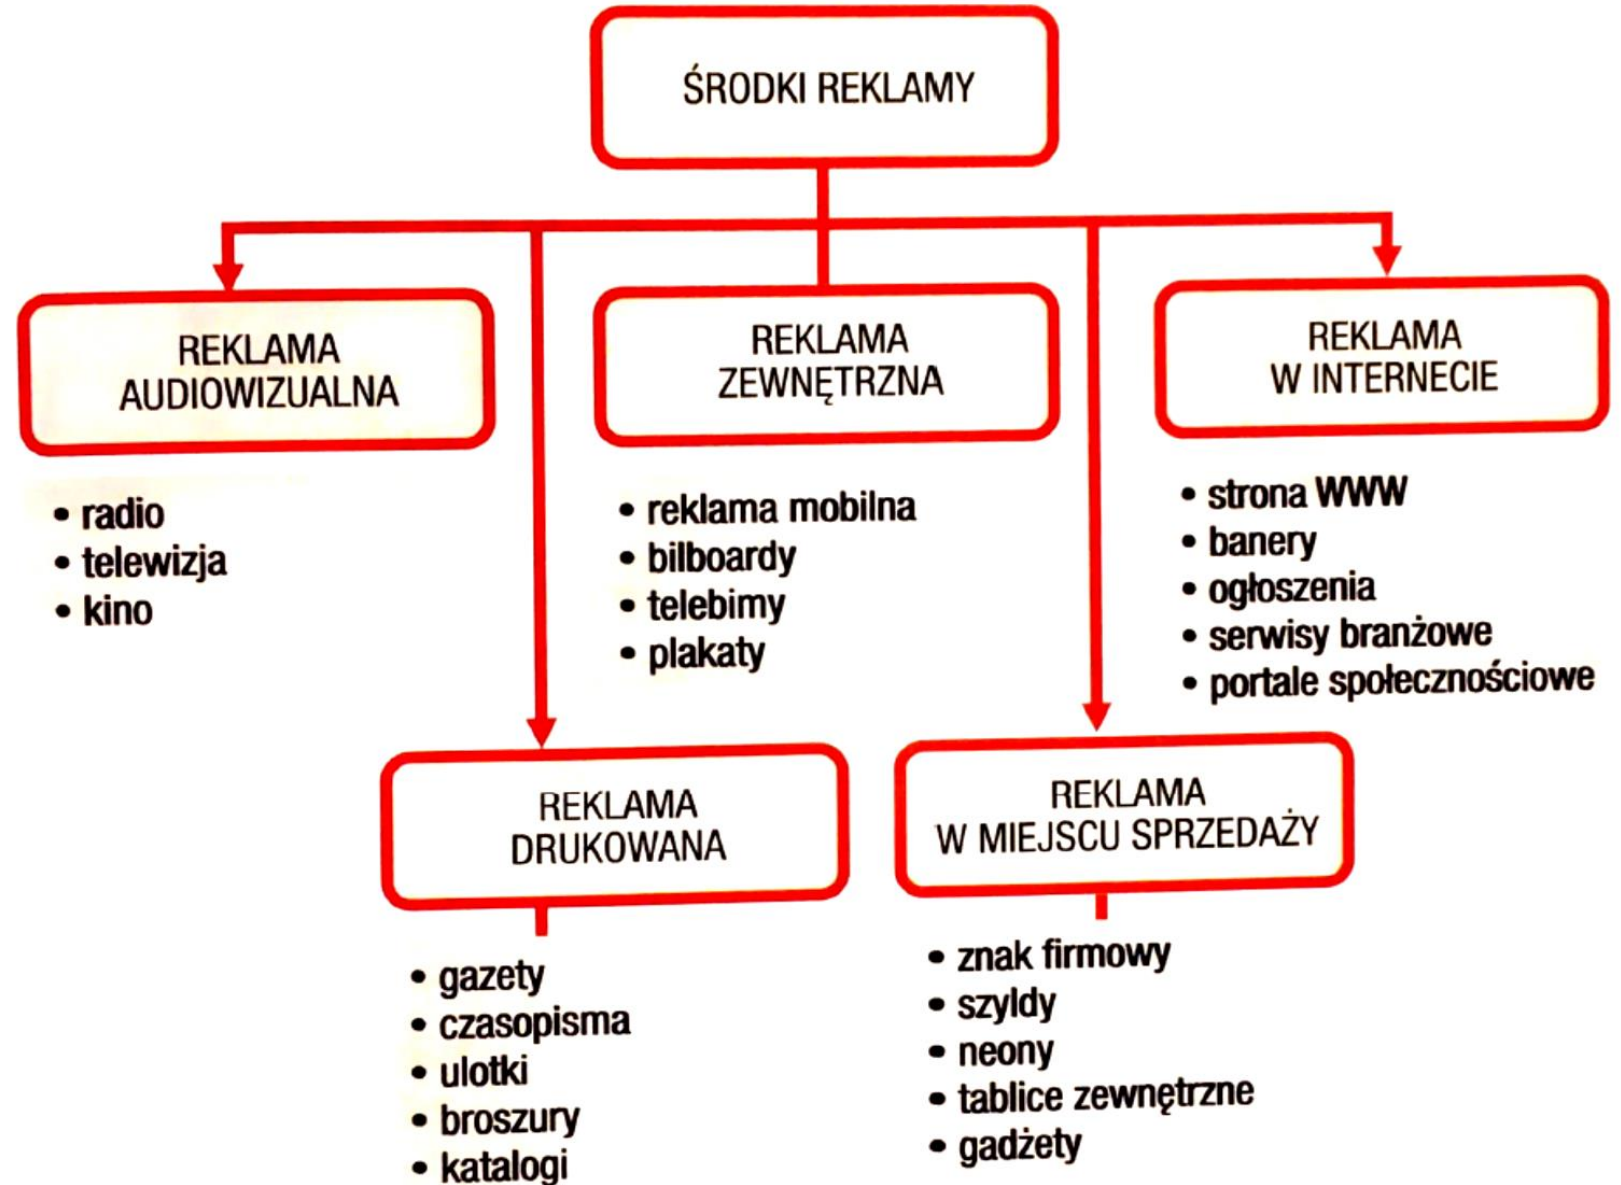 ŚRODKI REKLAMY
REKLAMA
AUDIOWIZUALNA
• radio
• telewizja
• kino
REKLAMA
ZEWNĘTRZNA
• reklama mobilna
• bilboardy
• telebimy
• plakaty
REKLAMA
W INTERNECIE
• strona WWW
• banery
• ogłoszenia
• serwisy branżowe
• portale społecznościowe
REKLAMA
DRUKOWANA
• gazety
• czasopisma
• ulotki
• broszury
• katalogi
REKLAMA
W MIEJSCU SPRZEDAŻY
• znak firmowy
• szyldy
• neony
• tablice zewnętrzne
• gadżety